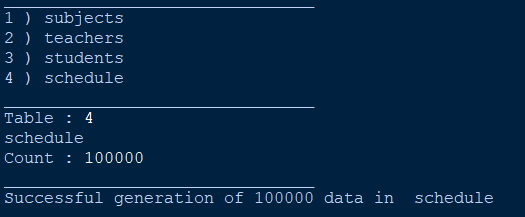 1 ) subjects
2 ) teachers
3 ) students
4 ) schedule
Table : 4
schedule
Count : 100000
Successful generation of 100000 data in  schedule